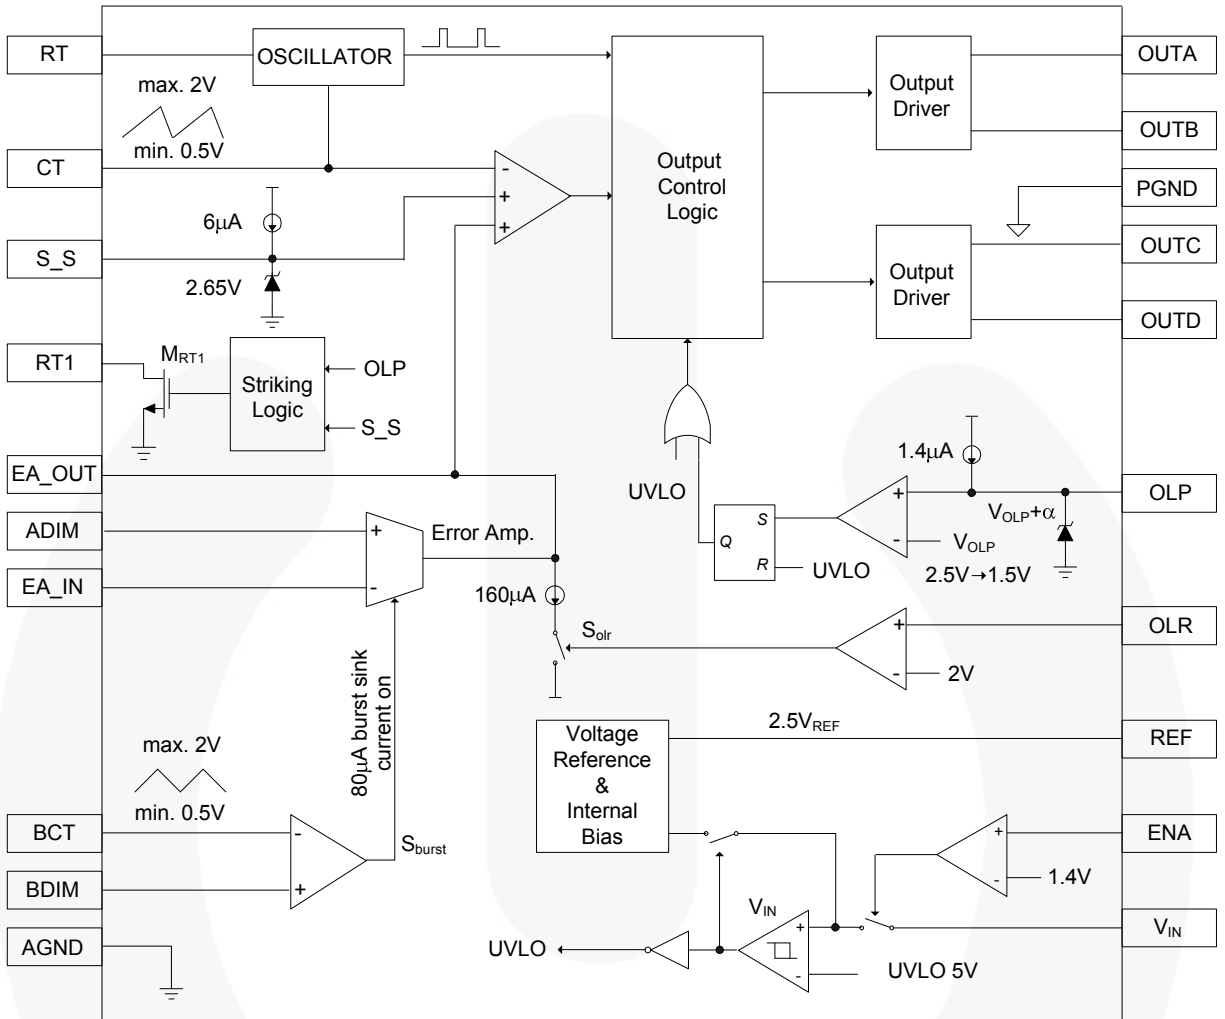 RT
OSCILLATOR
max. 2V
min. 0.5V
CT
6μA
S_S
2.65V
RT1
MRT1
Striking
Logic
OLP
S_S
EA_OUT
ADIM
EA_IN
+
-
Error Amp.
160μA
Solr
80μA burst sink
current on
max. 2V
min. 0.5V
BCT
BDIM
-
+
Sburst
AGND
-
+
+
Output
Control
Logic
Output
Driver
Output
Driver
OUTA
OUTB
PGND
OUTC
OUTD
UVLO
S
Q
R
UVLO
1.4μA
+
-
VOLP+α
VOLP
2.5V→1.5V
OLP
+
-
2V
OLR
Voltage
Reference
&
Internal
Bias
2.5VREF
REF
+
-
1.4V
ENA
VIN
+
-
UVLO 5V
UVLO
VIN